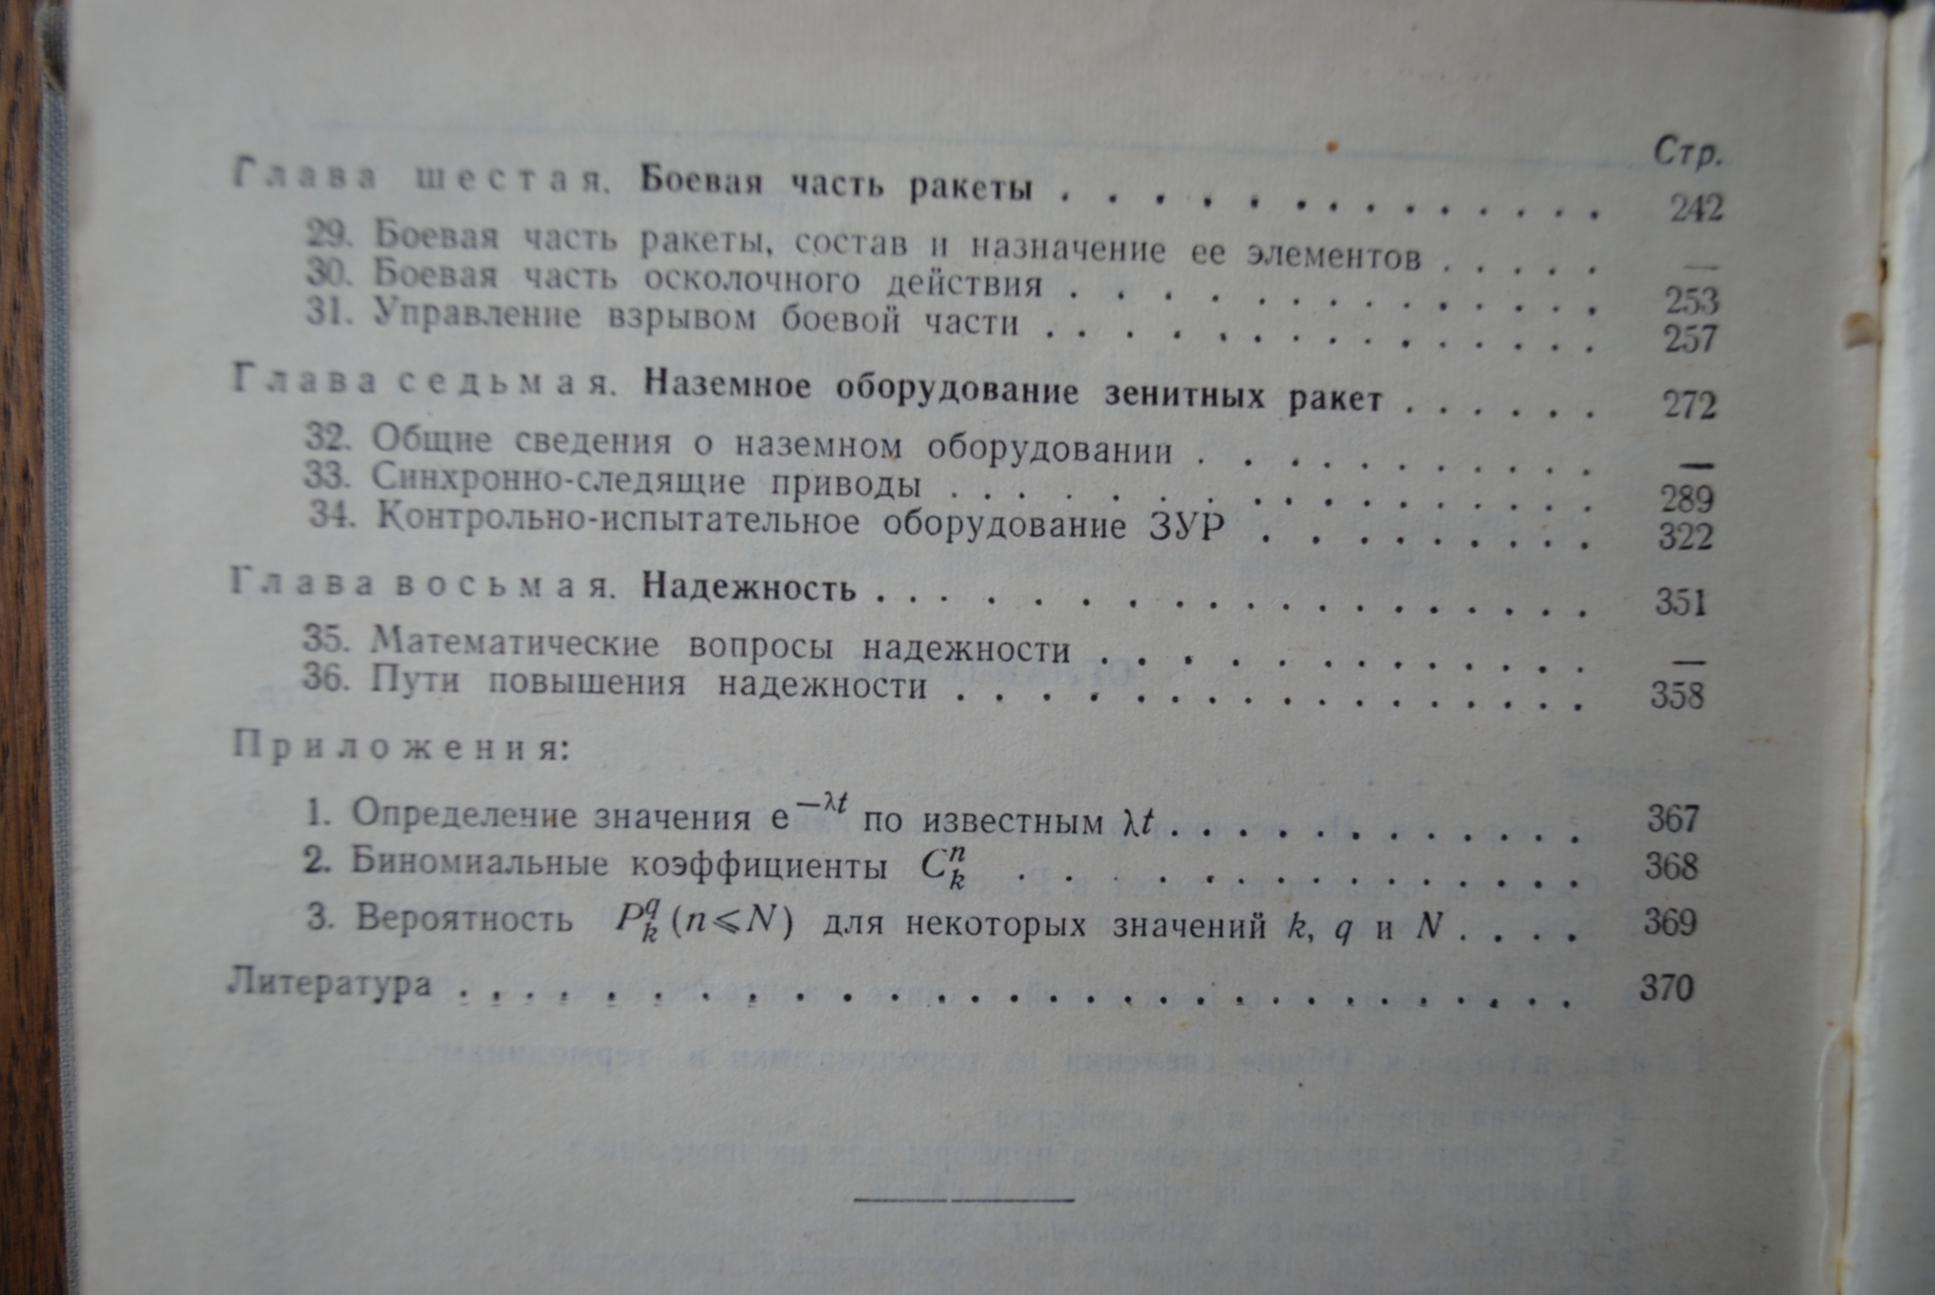 Стр.
Глава шестая. Боевая часть ракеты . . . . . . . . . . . . . 242
29. Боевая часть ракеты, состав и назначение ее элементов . . . . . —
30. Боевая часть осколочного действия . . . . . . . . . . . . . 253
31. Управление взрывом боевой части . . . . . . . . . . . . . . 257
Глава седьмая. Наземное оборудование зенитных ракет . . . . . . 272
32. Общие сведения о наземном оборудовании . . . . . . . . . . —
33. Синхронно-следящие приводы . . . . . . . . . . . . . . . . 289
34. Контрольно-испытательное оборудование ЗУР . . . . . . . . . 322
Глава восьмая. Надежность . . . . . . . . . . . . . . . . . . 351
35. Математические вопросы надежности . . . . . . . . . . . . . —
36. Пути повышения надежности . . . . . . . . . . . . . . . . 358
Приложения:
1. Определение значения e^{—λt} по известным λt . . . . . . . . . . . . 367
2. Биномиальные коэффициенты C_k^n . . . . . . . . . . . . . . 368
3. Вероятность P_k^q (n⩽N) для некоторых значений k, q и N . . . . 369
Литература . . . . . . . . . . . . . . . . . . . . . . . . . . 370